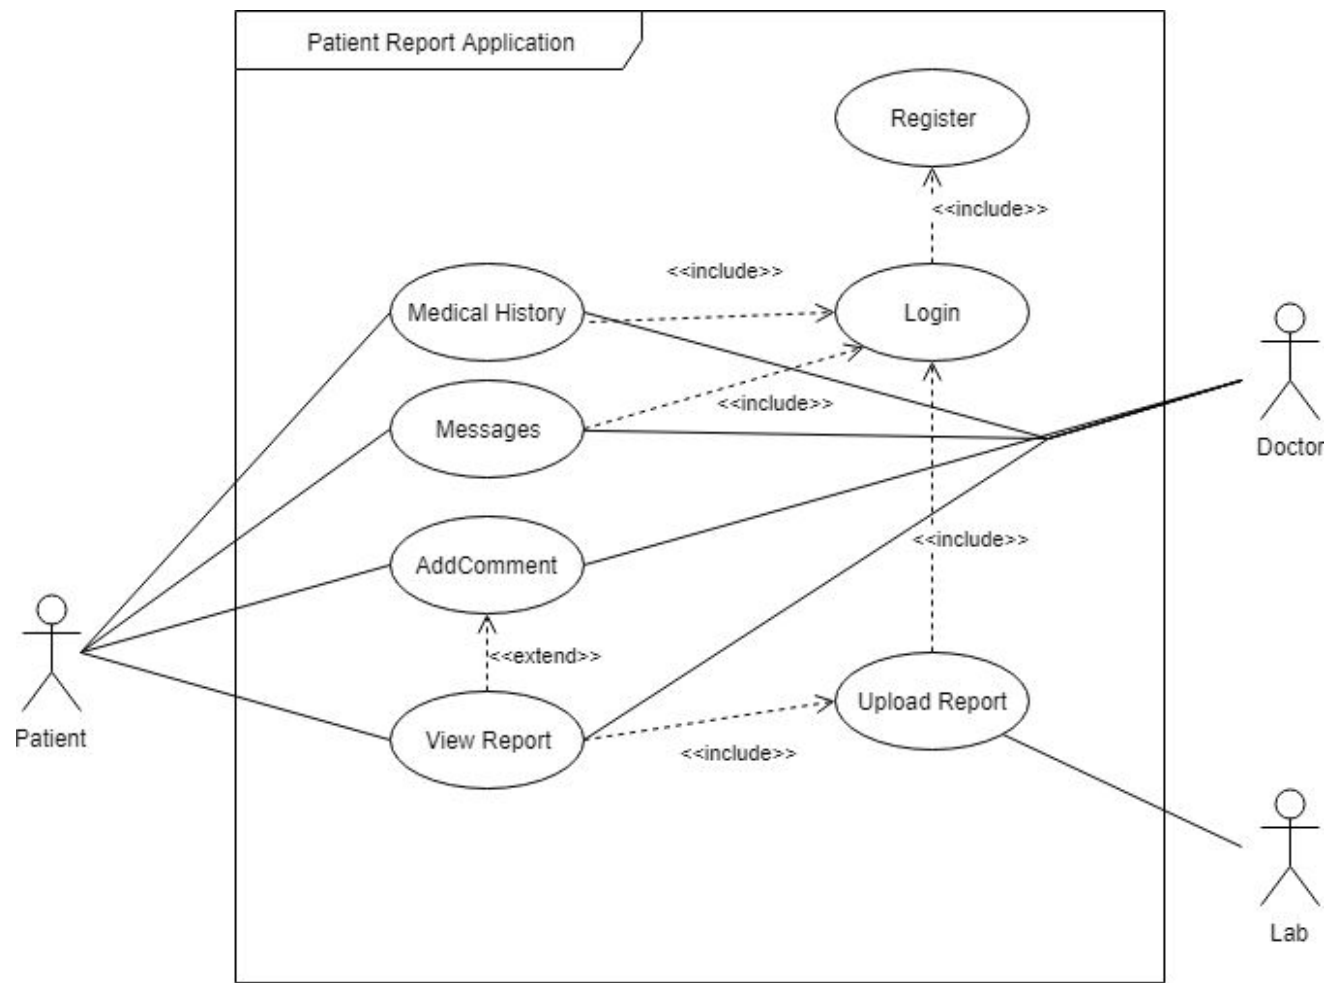 Patient Report Application
Register
<<include>>
<<include>>
Medical History
Login
<<include>>
Messages
Doctor
<<include>>
AddComment
<<extend>>
Upload Report
Patient
View Report
<<include>>
Lab